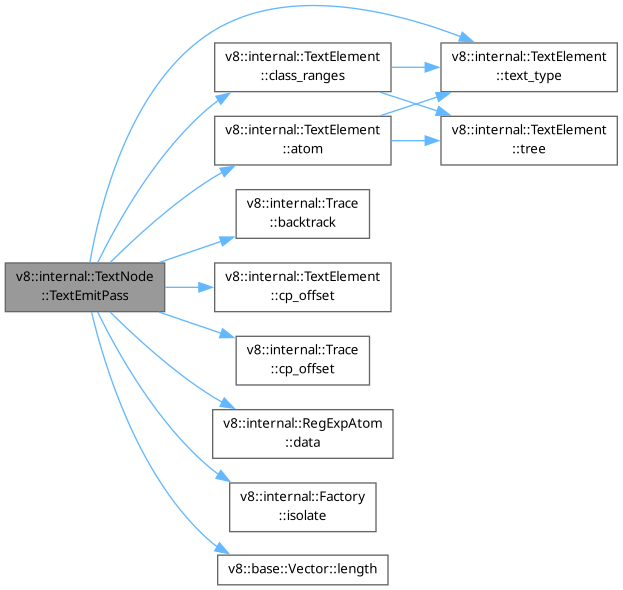 v8::internal::TextNode
::TextEmitPass
v8::internal::TextElement
::class_ranges
v8::internal::TextElement
::atom
v8::internal::Trace
::backtrack
v8::internal::TextElement
::cp_offset
v8::internal::Trace
::cp_offset
v8::internal::RegExpAtom
::data
v8::internal::Factory
::isolate
v8::base::Vector::length
v8::internal::TextElement
::text_type
v8::internal::TextElement
::tree